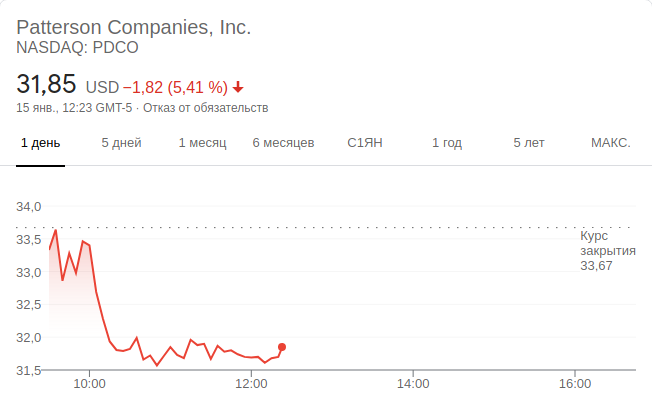 Patterson Companies, Inc.
NASDAQ: PDCO
31,85 USD −1,82 (5,41 %)
15 янв., 12:23 GMT-5 · Отказ от обязательств
1 день 5 дней 1 месяц 6 месяцев С1ЯН 1 год 5 лет МАКС.
34,0
33,5
33,0
32,5
32,0
31,5
Курс
закрытия
33,67
10:00 12:00 14:00 16:00